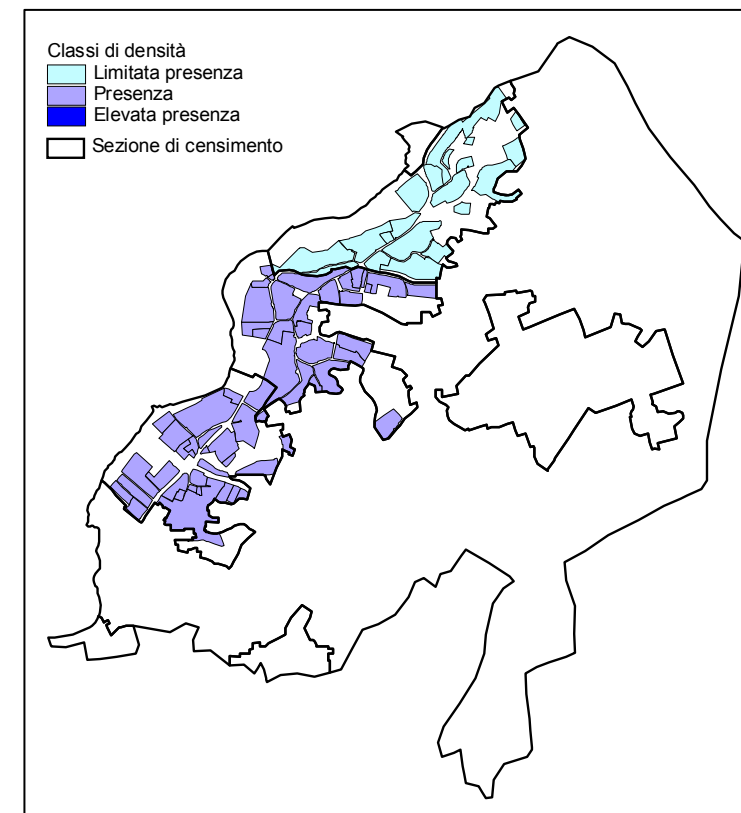 Classi di densità
Limitata presenza
Presenza
Elevata presenza
Sezione di censimento